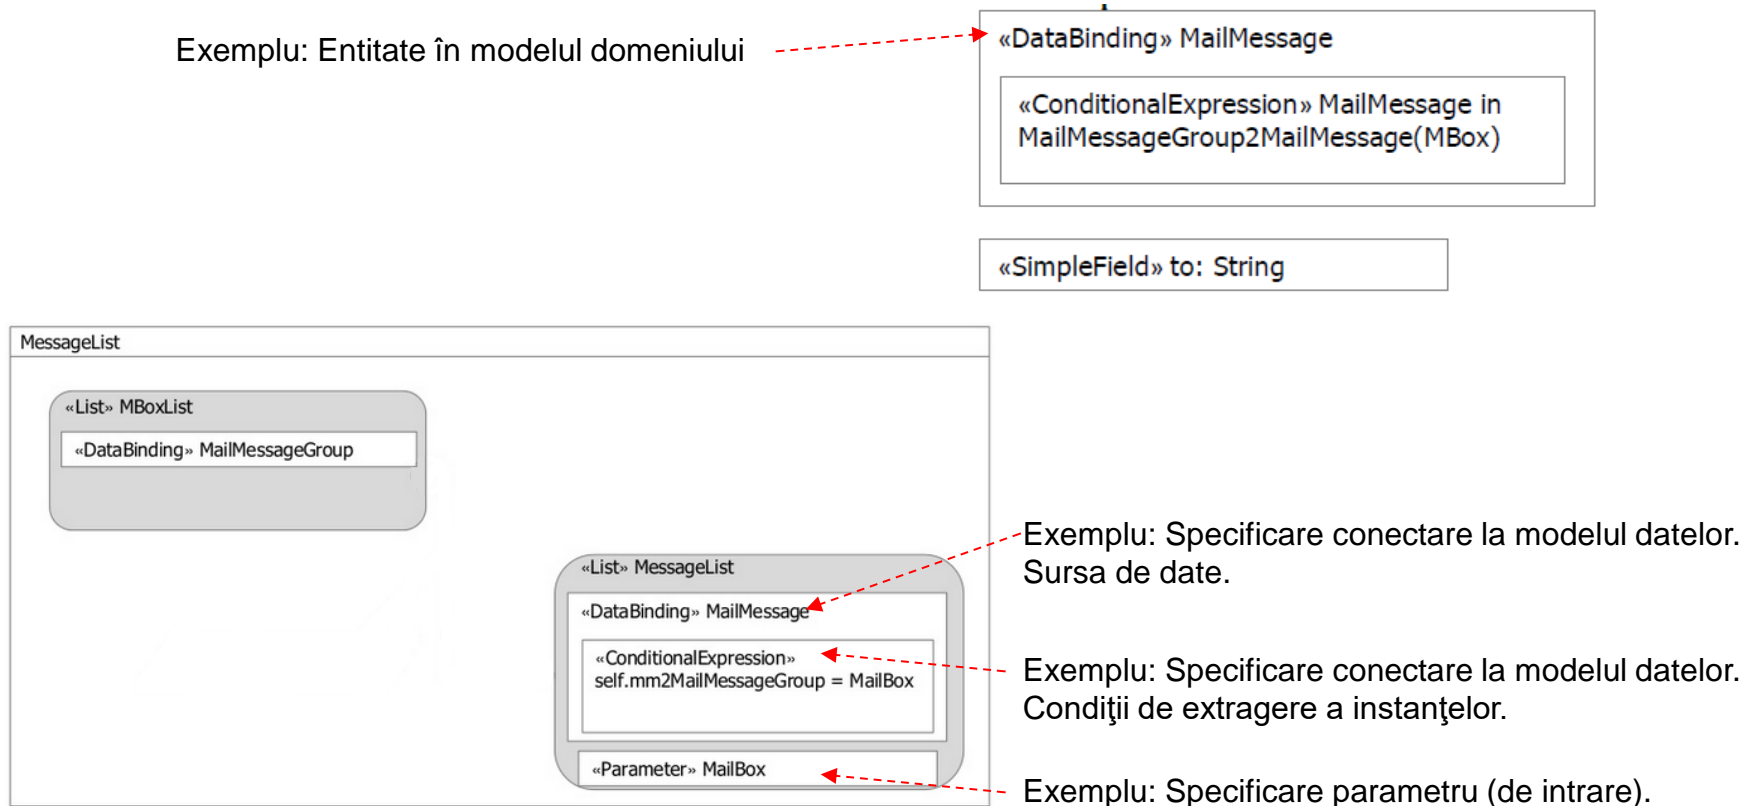 Exemplu: Entitate în modelul domeniului
«DataBinding» MailMessage
«ConditionalExpression» MailMessage in
MailMessageGroup2MailMessage(MBox)
«SimpleField» to: String
MessageList
«List» MBoxList
«DataBinding» MailMessageGroup
«List» MessageList
«DataBinding» MailMessage
«ConditionalExpression»
self.mm2MailMessageGroup = MailBox
«Parameter» MailBox
Exemplu: Specificare conectare la modelul datelor.
Sursa de date.
Exemplu: Specificare conectare la modelul datelor.
Condiţii de extragere a instanţelor.
Exemplu: Specificare parametru (de intrare).